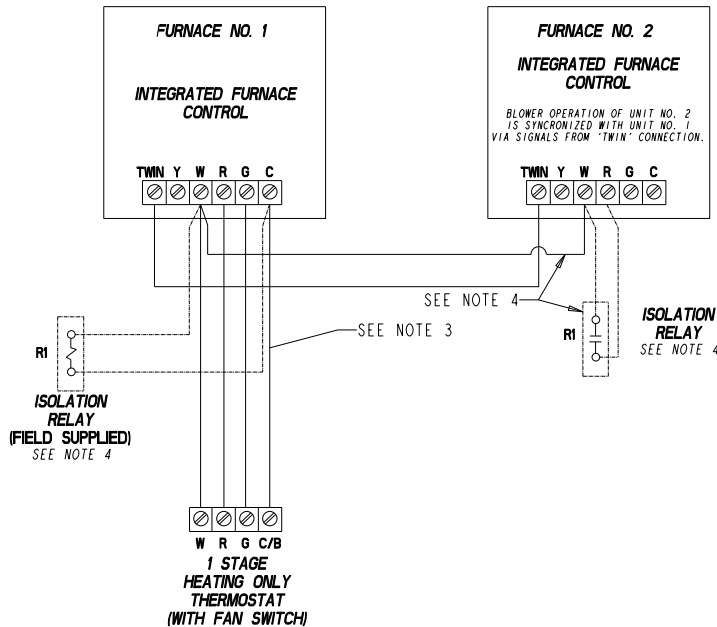 FURNACE NO. 1
INTEGRATED FURNACE
CONTROL
TWIN Y W R G C
FURNACE NO. 2
INTEGRATED FURNACE
CONTROL
BLOWER OPERATION OF UNIT NO. 2
IS SYNCRONIZED WITH UNIT NO. 1
VIA SIGNALS FROM 'TWIN' CONNECTION.
TWIN Y W R G C
SEE NOTE 4
SEE NOTE 3
R1
ISOLATION
RELAY
(FIELD SUPPLIED)
SEE NOTE 4
R1
ISOLATION
RELAY
SEE NOTE 4
W R G C/B
1 STAGE
HEATING ONLY
THERMOSTAT
(WITH FAN SWITCH)